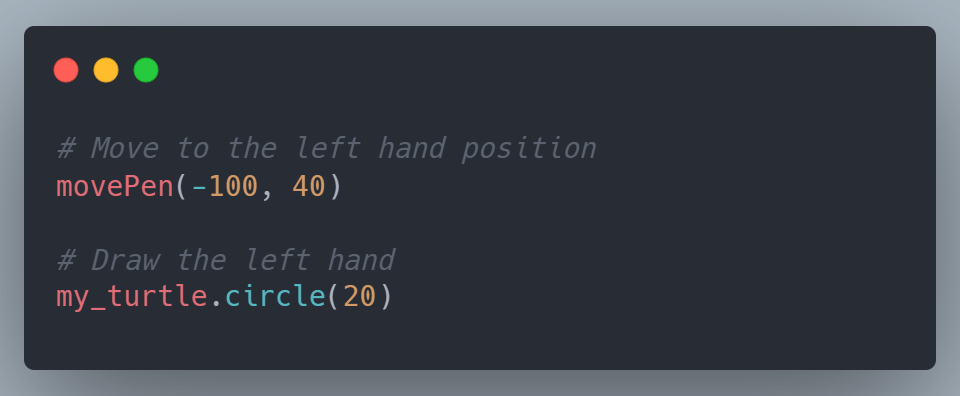 # Move to the left hand position
movePen(-100, 40)
# Draw the left hand
my_turtle.circle(20)